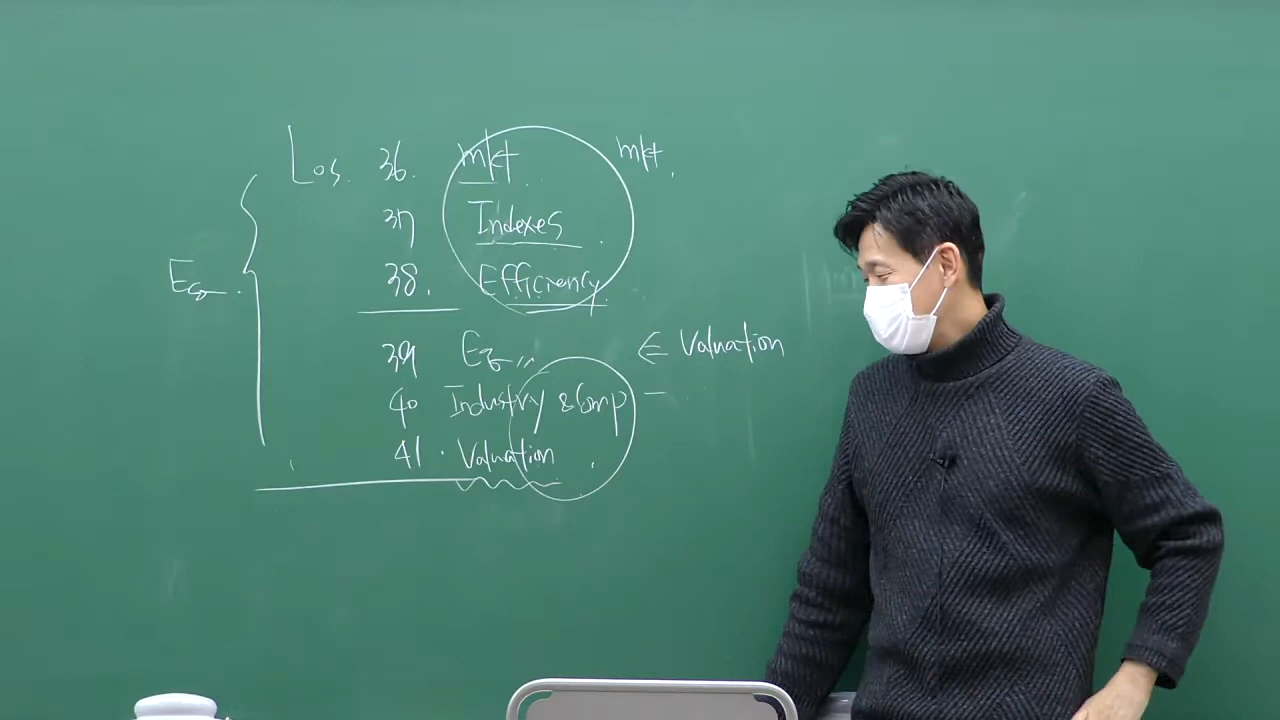 Los. 36. mkt. mkt.
37 Indexes.
Eq. 38. Efficiency.
39 Eq. ⇐ Valuation
40 Industry & Comp -
41. Valuation.